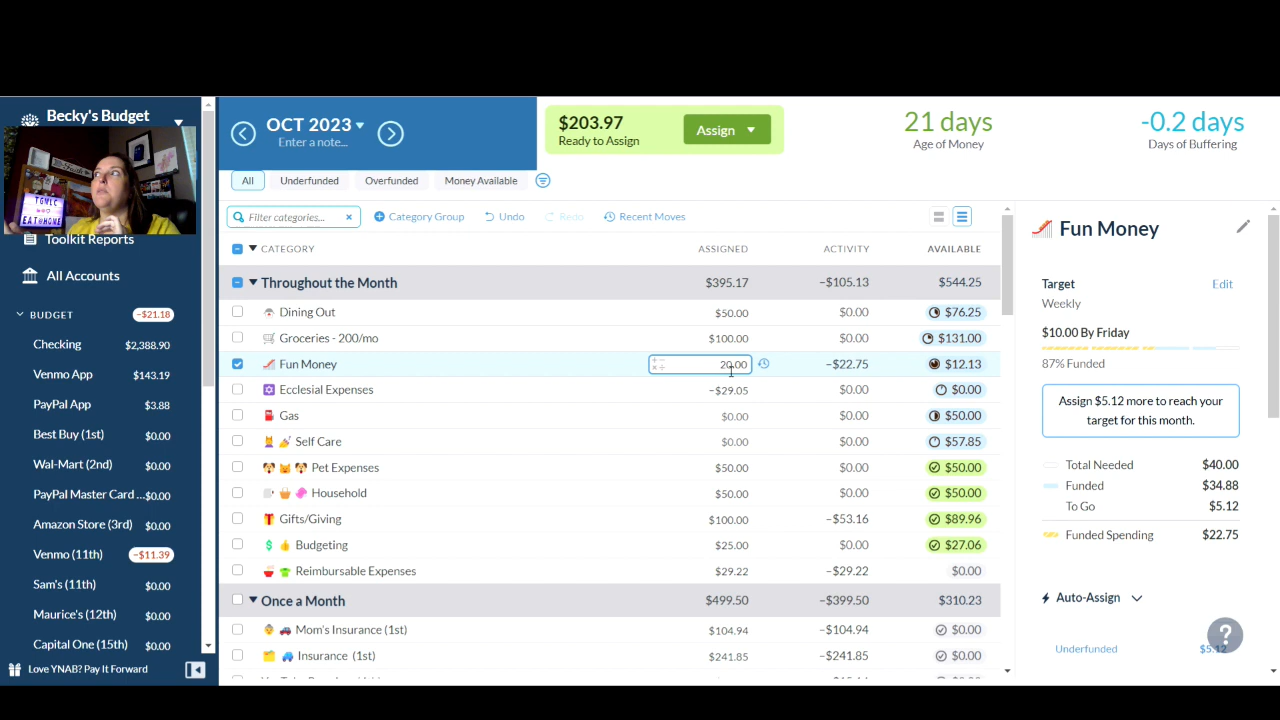 Becky's Budget
TGMLC
EAT@HOME
Toolkit Reports
All Accounts
BUDGET -$21.18
Checking $2,388.90
Venmo App $143.19
PayPal App $3.88
Best Buy (1st) $0.00
Wal-Mart (2nd) $0.00
PayPal Master Card ... $0.00
Amazon Store (3rd) $0.00
Venmo (11th) -$11.39
Sam's (11th) $0.00
Maurice's (12th) $0.00
Capital One (15th) $0.00
Love YNAB? Pay It Forward
OCT 2023
Enter a note...
$203.97
Ready to Assign
Assign
21 days
Age of Money
-0.2 days
Days of Buffering
All Underfunded Overfunded Money Available
Filter categories... × Category Group Undo Redo Recent Moves
CATEGORY ASSIGNED ACTIVITY AVAILABLE
Throughout the Month $395.17 -$105.13 $544.25
Dining Out $50.00 $0.00 $76.25
Groceries - 200/mo $100.00 $0.00 $131.00
Fun Money 20.00 -$22.75 $12.13
Ecclesial Expenses -$29.05 $0.00 $0.00
Gas $0.00 $0.00 $50.00
Self Care $0.00 $0.00 $57.85
Pet Expenses $50.00 $0.00 $50.00
Household $50.00 $0.00 $50.00
Gifts/Giving $100.00 -$53.16 $89.96
Budgeting $25.00 $0.00 $27.06
Reimbursable Expenses $29.22 -$29.22 $0.00
Once a Month $499.50 -$399.50 $310.23
Mom's Insurance (1st) $104.94 -$104.94 $0.00
Insurance (1st) $241.85 -$241.85 $0.00
Fun Money
Target Edit
Weekly
$10.00 By Friday
87% Funded
Assign $5.12 more to reach your
target for this month.
Total Needed $40.00
Funded $34.88
To Go $5.12
Funded Spending $22.75
Auto-Assign
Underfunded $5.12
?